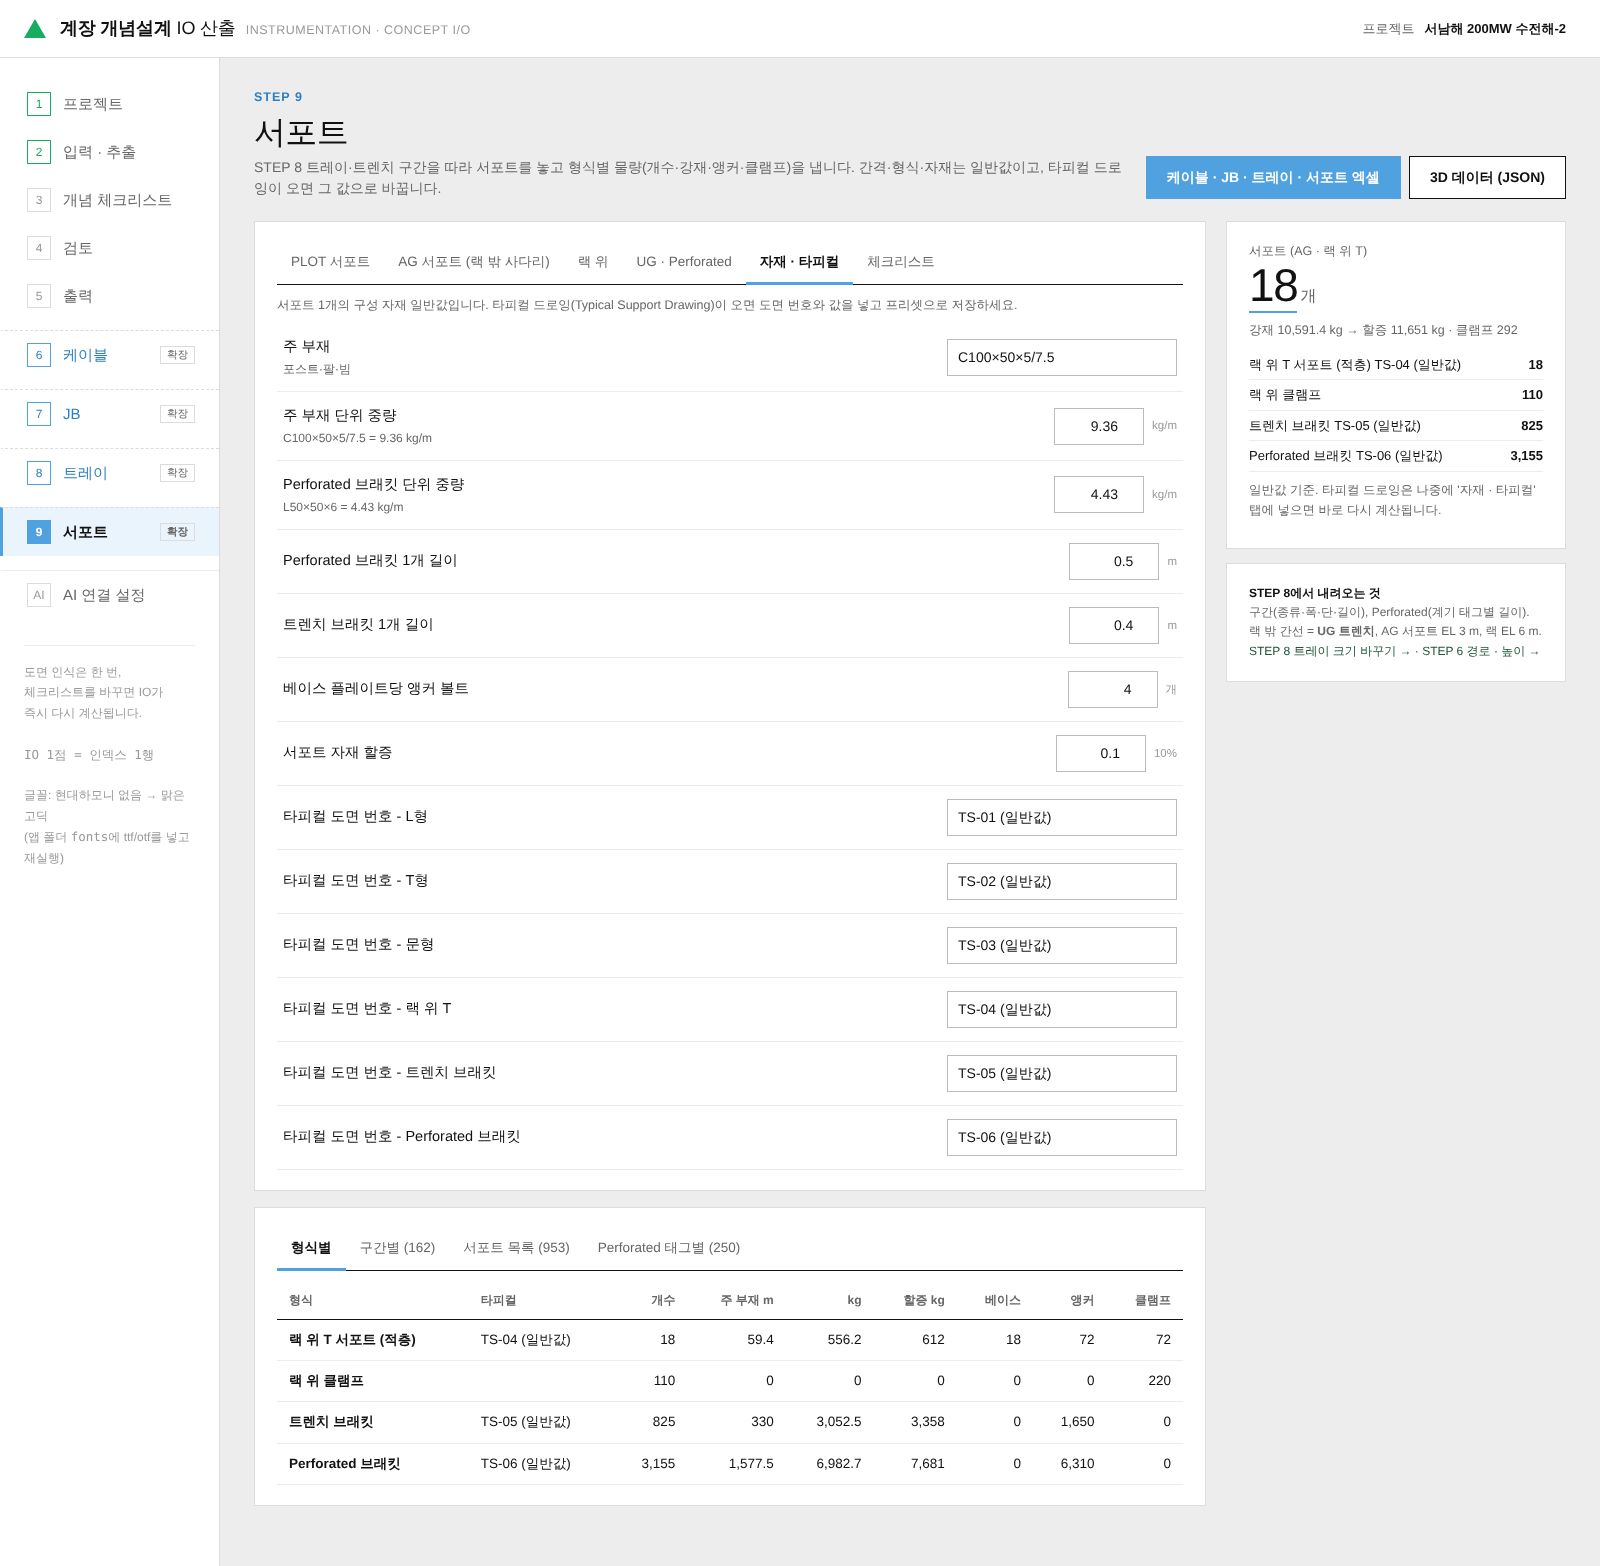 계장 개념설계 IO 산출 INSTRUMENTATION · CONCEPT I/O
프로젝트 서남해 200MW 수전해-2
1 프로젝트
2 입력 · 추출
3 개념 체크리스트
4 검토
5 출력
6 케이블 확장
7 JB 확장
8 트레이 확장
9 서포트 확장
AI AI 연결 설정
도면 인식은 한 번,
체크리스트를 바꾸면 IO가
즉시 다시 계산됩니다.
IO 1점 = 인덱스 1행
글꼴: 현대하모니 없음 → 맑은
고딕
(앱 폴더 fonts에 ttf/otf를 넣고
재실행)
STEP 9
서포트
STEP 8 트레이·트렌치 구간을 따라 서포트를 놓고 형식별 물량(개수·강재·앵커·클램프)을 냅니다. 간격·형식·자재는 일반값이고, 타피컬 드로
잉이 오면 그 값으로 바꿉니다.
케이블 · JB · 트레이 · 서포트 엑셀
3D 데이터 (JSON)
PLOT 서포트 AG 서포트 (랙 밖 사다리) 랙 위 UG · Perforated 자재 · 타피컬 체크리스트
서포트 1개의 구성 자재 일반값입니다. 타피컬 드로잉(Typical Support Drawing)이 오면 도면 번호와 값을 넣고 프리셋으로 저장하세요.
주 부재
포스트·팔·빔
C100×50×5/7.5
주 부재 단위 중량
C100×50×5/7.5 = 9.36 kg/m
9.36 kg/m
Perforated 브래킷 단위 중량
L50×50×6 = 4.43 kg/m
4.43 kg/m
Perforated 브래킷 1개 길이 0.5 m
트렌치 브래킷 1개 길이 0.4 m
베이스 플레이트당 앵커 볼트 4 개
서포트 자재 할증 0.1 10%
타피컬 도면 번호 - L형 TS-01 (일반값)
타피컬 도면 번호 - T형 TS-02 (일반값)
타피컬 도면 번호 - 문형 TS-03 (일반값)
타피컬 도면 번호 - 랙 위 T TS-04 (일반값)
타피컬 도면 번호 - 트렌치 브래킷 TS-05 (일반값)
타피컬 도면 번호 - Perforated 브래킷 TS-06 (일반값)
형식별 구간별 (162) 서포트 목록 (953) Perforated 태그별 (250)
형식 타피컬 개수 주 부재 m kg 할증 kg 베이스 앵커 클램프
랙 위 T 서포트 (적층) TS-04 (일반값) 18 59.4 556.2 612 18 72 72
랙 위 클램프 110 0 0 0 0 0 220
트렌치 브래킷 TS-05 (일반값) 825 330 3,052.5 3,358 0 1,650 0
Perforated 브래킷 TS-06 (일반값) 3,155 1,577.5 6,982.7 7,681 0 6,310 0
서포트 (AG · 랙 위 T)
18 개
강재 10,591.4 kg → 할증 11,651 kg · 클램프 292
랙 위 T 서포트 (적층) TS-04 (일반값) 18
랙 위 클램프 110
트렌치 브래킷 TS-05 (일반값) 825
Perforated 브래킷 TS-06 (일반값) 3,155
일반값 기준. 타피컬 드로잉은 나중에 '자재 · 타피컬'
탭에 넣으면 바로 다시 계산됩니다.
STEP 8에서 내려오는 것
구간(종류·폭·단·길이), Perforated(계기 태그별 길이).
랙 밖 간선 = UG 트렌치, AG 서포트 EL 3 m, 랙 EL 6 m.
STEP 8 트레이 크기 바꾸기 → · STEP 6 경로 · 높이 →